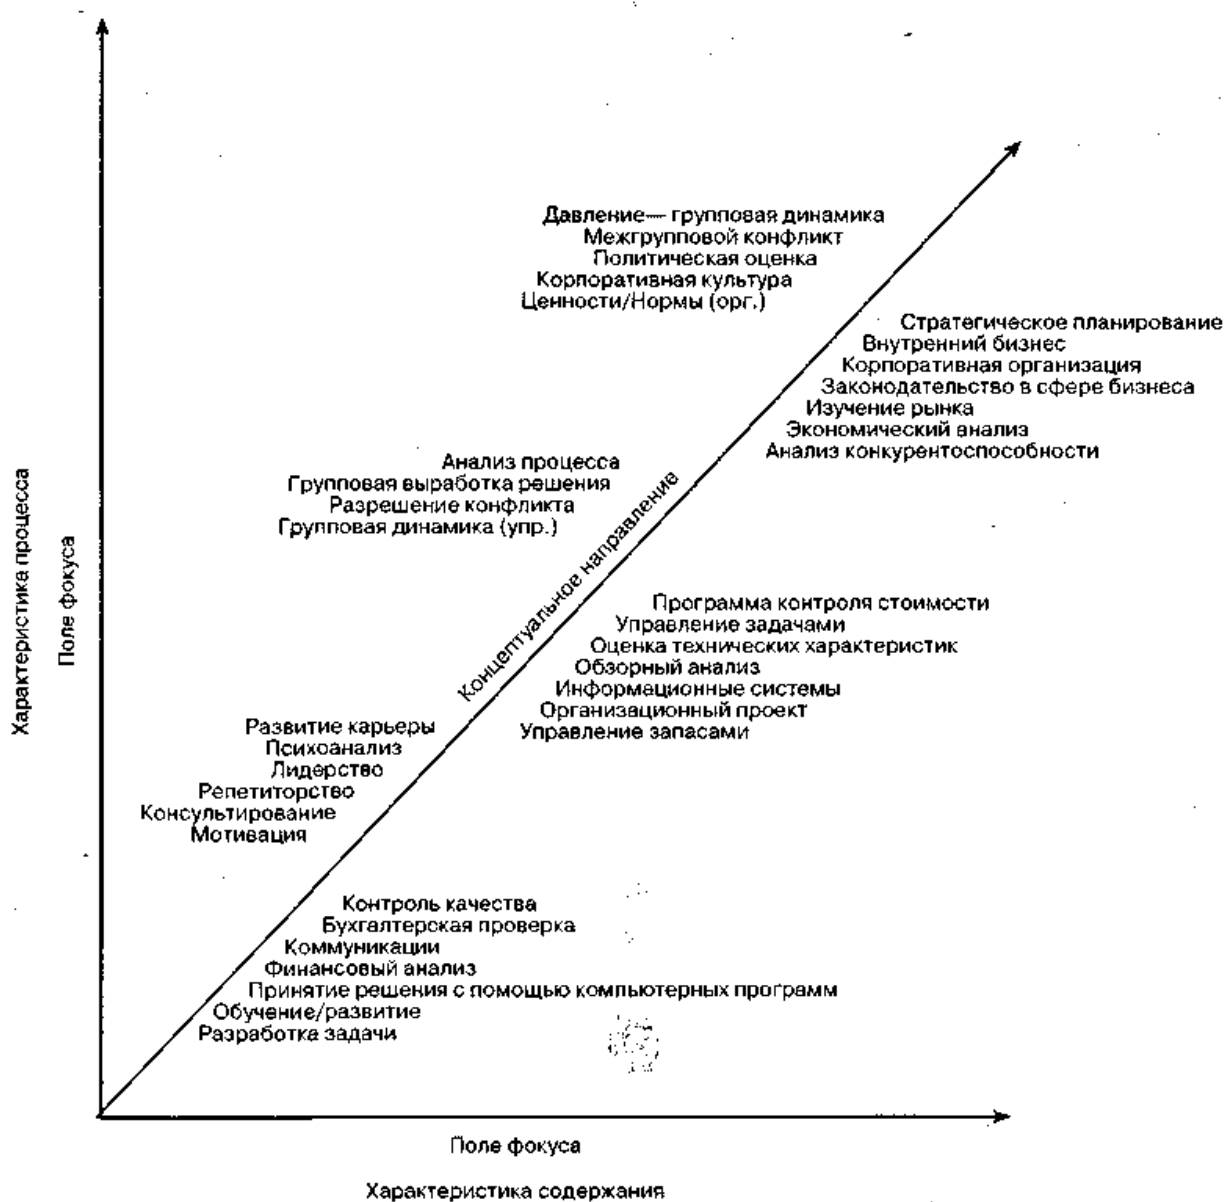 Давление— групповая динамика
Межгрупповой конфликт
Политическая оценка
Корпоративная культура
Ценности/Нормы (орг.)
Стратегическое планирование
Внутренний бизнес
Корпоративная организация
Законодательство в сфере бизнеса
Изучение рынка
Экономический анализ
Анализ конкурентоспособности
Анализ процесса
Групповая выработка решения
Разрешение конфликта
Групповая динамика (упр.)
Характеристика процесса
Поле фокуса
Концептуальное направление
Программа контроля стоимости
Управление задачами
Оценка технических характеристик
Обзорный анализ
Информационные системы
Организационный проект
Управление запасами
Развитие карьеры
Психоанализ
Лидерство
Репетиторство
Консультирование
Мотивация
Контроль качества
Бухгалтерская проверка
Коммуникации
Финансовый анализ
Принятие решения с помощью компьютерных программ
Обучение/развитие
Разработка задачи
Поле фокуса
Характеристика содержания